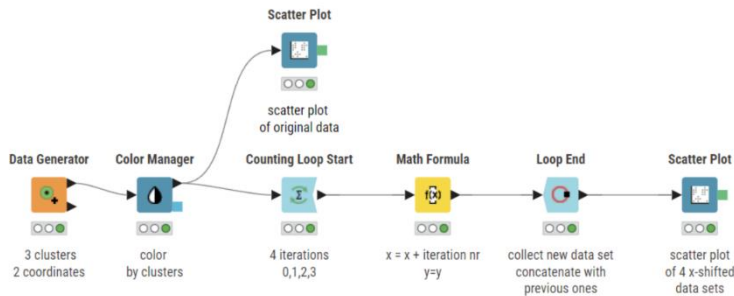 Scatter Plot
scatter plot
of original data
Data Generator
Color Manager
Counting Loop Start
Math Formula
Loop End
Scatter Plot
Σ
f(x)
3 clusters
2 coordinates
color
by clusters
4 iterations
0,1,2,3
x = x + iteration nr
y=y
collect new data set
concatenate with
previous ones
scatter plot
of 4 x-shifted
data sets